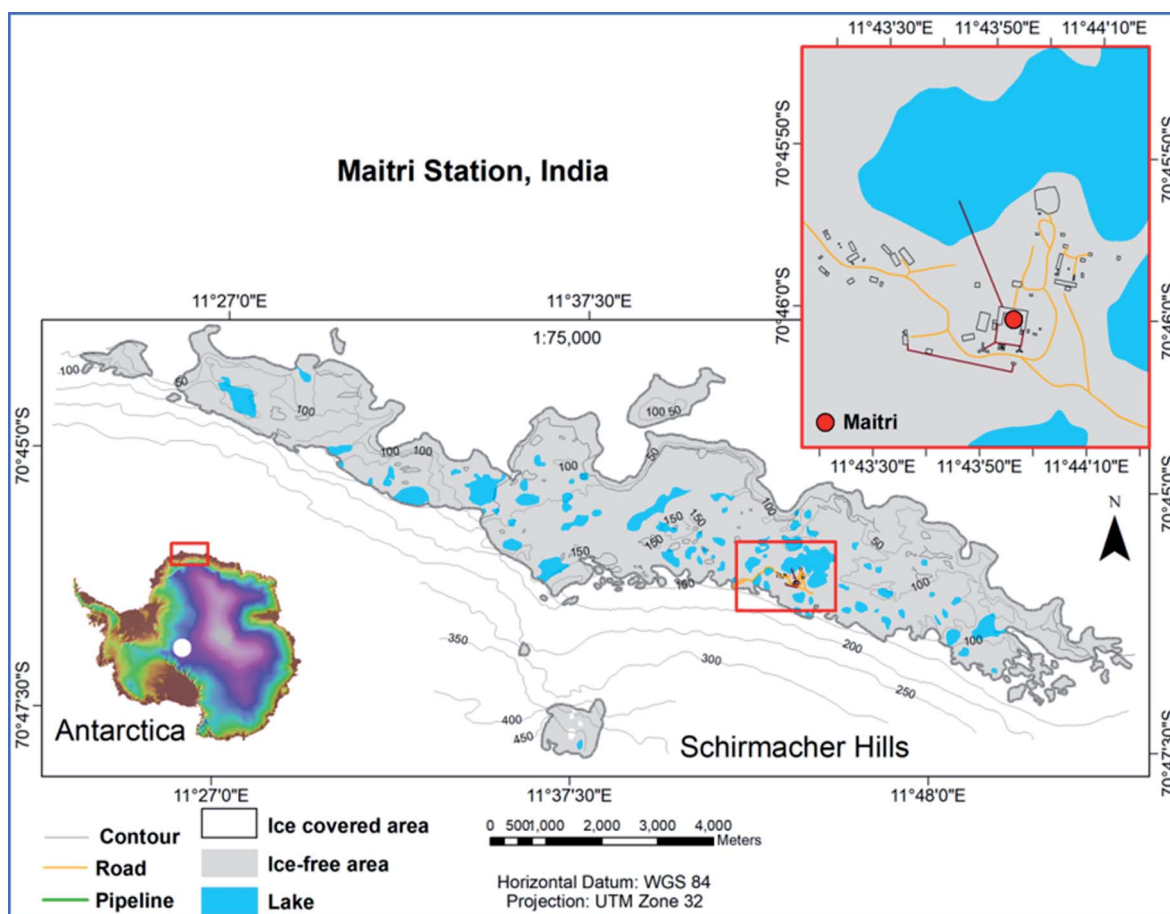 11°43'30"E 11°43'50"E 11°44'10"E
70°45'50"S
70°45'50"S
Maitri Station, India
70°46'0"S
70°46'0"S
11°27'0"E 11°37'30"E
1:75,000
Maitri
11°43'30"E 11°43'50"E 11°44'10"E
100
50
100
100 50
70°45'0"S
70°45'0"S
100 100
50
100
100
N
150
150
150
50
150
150
100
100
350
200
300
250
400
450
70°47'30"S
70°47'30"S
Antarctica
Schirmacher Hills
11°27'0"E 11°37'30"E 11°48'0"E
Contour
Road
Pipeline
Ice covered area
Ice-free area
Lake
0 500 1,000 2,000 3,000 4,000
Meters
Horizontal Datum: WGS 84
Projection: UTM Zone 32